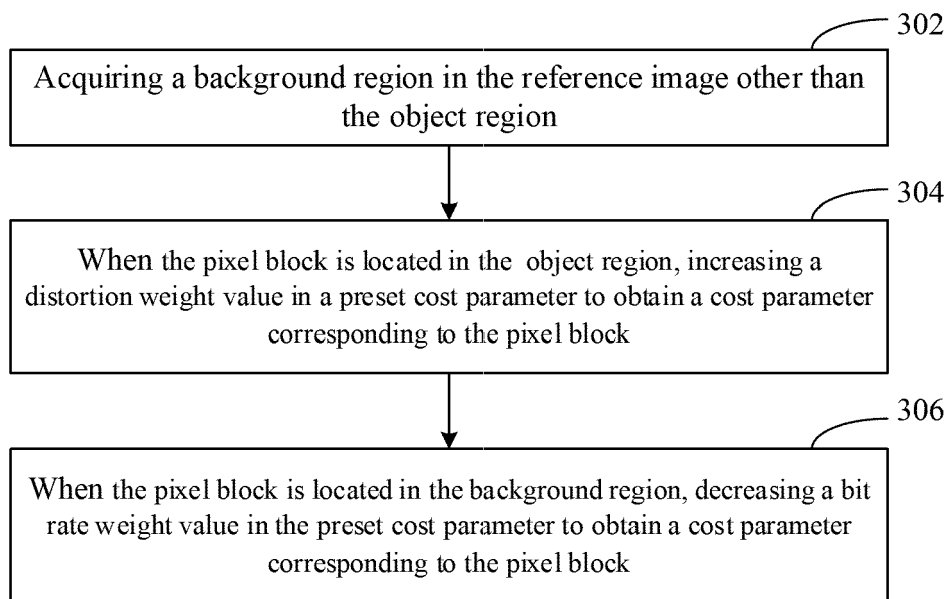 302
Acquiring a background region in the reference image other than
the object region
304
When the pixel block is located in the object region, increasing a
distortion weight value in a preset cost parameter to obtain a cost parameter
corresponding to the pixel block
306
When the pixel block is located in the background region, decreasing a bit
rate weight value in the preset cost parameter to obtain a cost parameter
corresponding to the pixel block